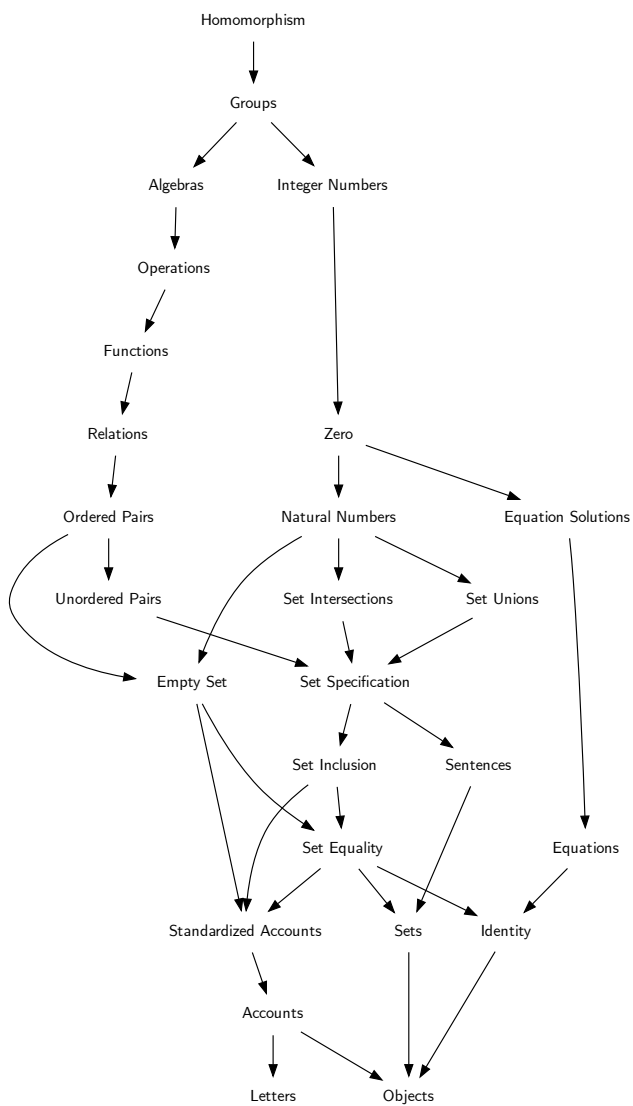 Homomorphism
Groups
Algebras
Integer Numbers
Operations
Functions
Relations
Zero
Ordered Pairs
Natural Numbers
Equation Solutions
Unordered Pairs
Set Intersections
Set Unions
Empty Set
Set Specification
Set Inclusion
Sentences
Set Equality
Equations
Standardized Accounts
Sets
Identity
Accounts
Letters
Objects